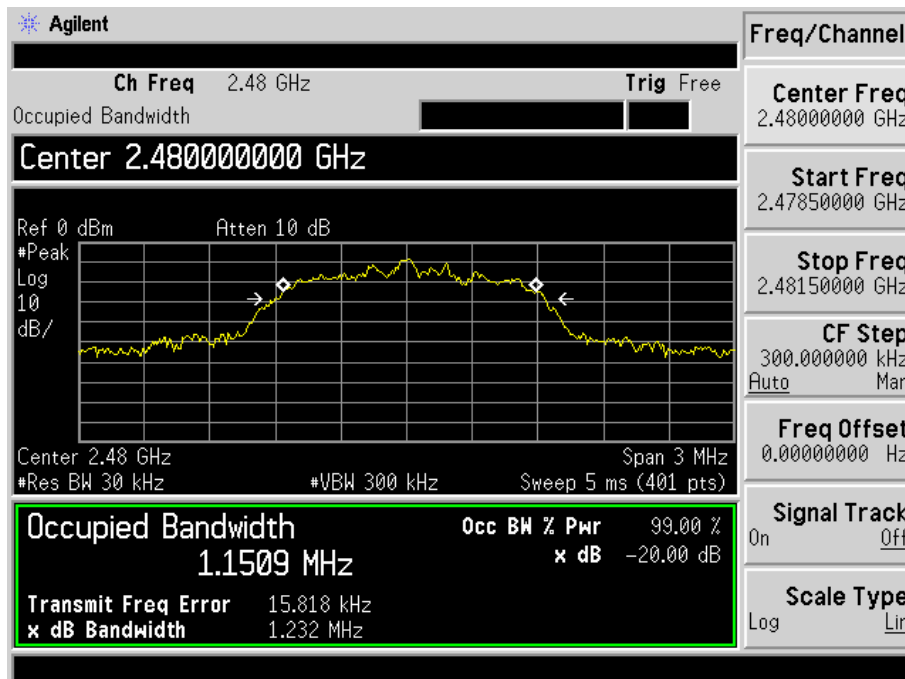 Agilent
Freq/Channel
Ch Freq 2.48 GHz Trig Free
Occupied Bandwidth
Center 2.480000000 GHz
Ref 0 dBm Atten 10 dB
#Peak
Log
10
dB/
Center 2.48 GHz Span 3 MHz
#Res BW 30 kHz #VBW 300 kHz Sweep 5 ms (401 pts)
Occupied Bandwidth
1.1509 MHz
Occ BW % Pwr 99.00 %
x dB -20.00 dB
Transmit Freq Error 15.818 kHz
x dB Bandwidth 1.232 MHz
Center Freq
2.48000000 GHz
Start Freq
2.47850000 GHz
Stop Freq
2.48150000 GHz
CF Step
300.000000 kHz
Auto Man
Freq Offset
0.00000000 Hz
Signal Track
On Off
Scale Type
Log Lin